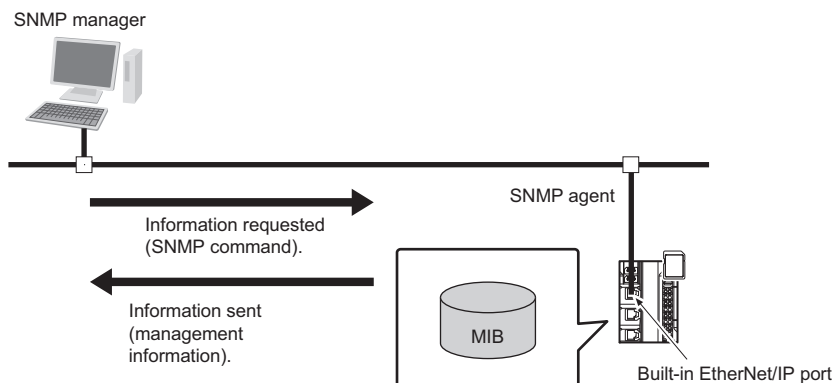 SNMP manager
SNMP agent
Information requested
(SNMP command).
Information sent
(management
information).
MIB
Built-in EtherNet/IP port